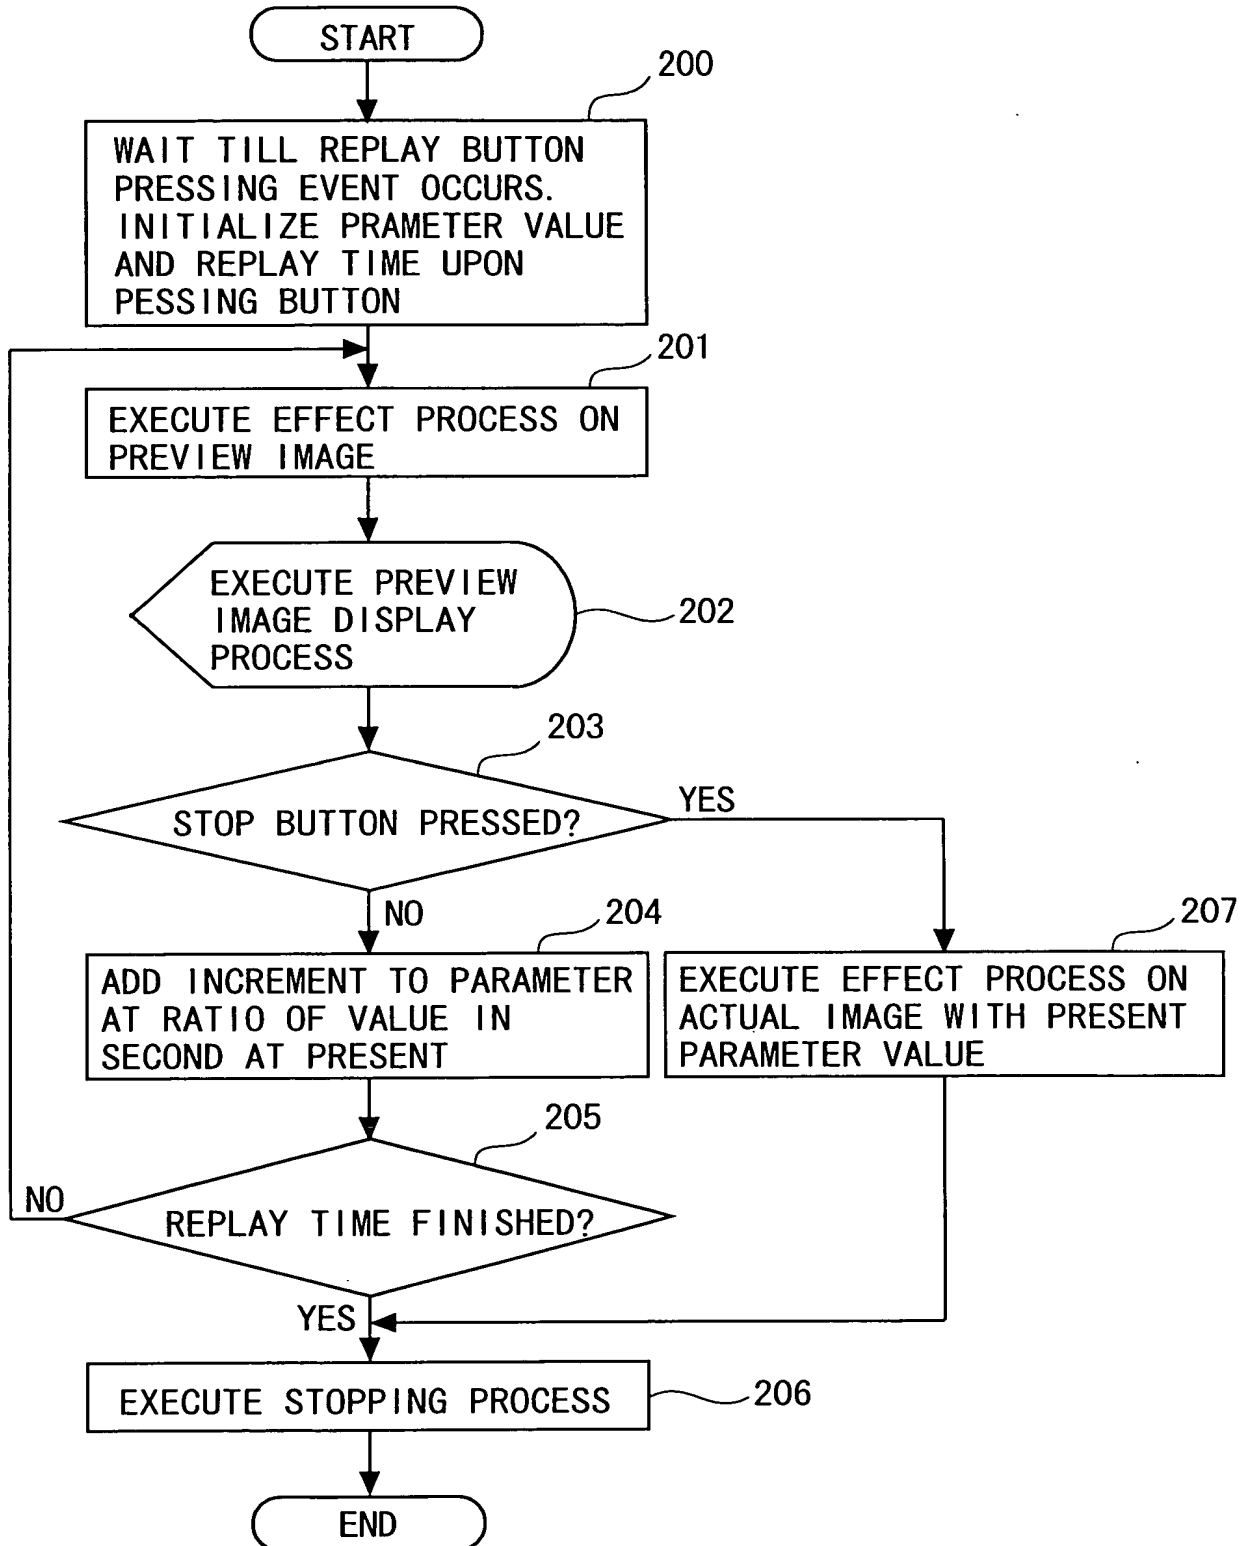 START
200
WAIT TILL REPLAY BUTTON
PRESSING EVENT OCCURS.
INITIALIZE PRAMETER VALUE
AND REPLAY TIME UPON
PESSING BUTTON
201
EXECUTE EFFECT PROCESS ON
PREVIEW IMAGE
EXECUTE PREVIEW
IMAGE DISPLAY
PROCESS
202
203
STOP BUTTON PRESSED?
YES
NO
204
ADD INCREMENT TO PARAMETER
AT RATIO OF VALUE IN
SECOND AT PRESENT
207
EXECUTE EFFECT PROCESS ON
ACTUAL IMAGE WITH PRESENT
PARAMETER VALUE
205
NO
REPLAY TIME FINISHED?
YES
EXECUTE STOPPING PROCESS
206
END